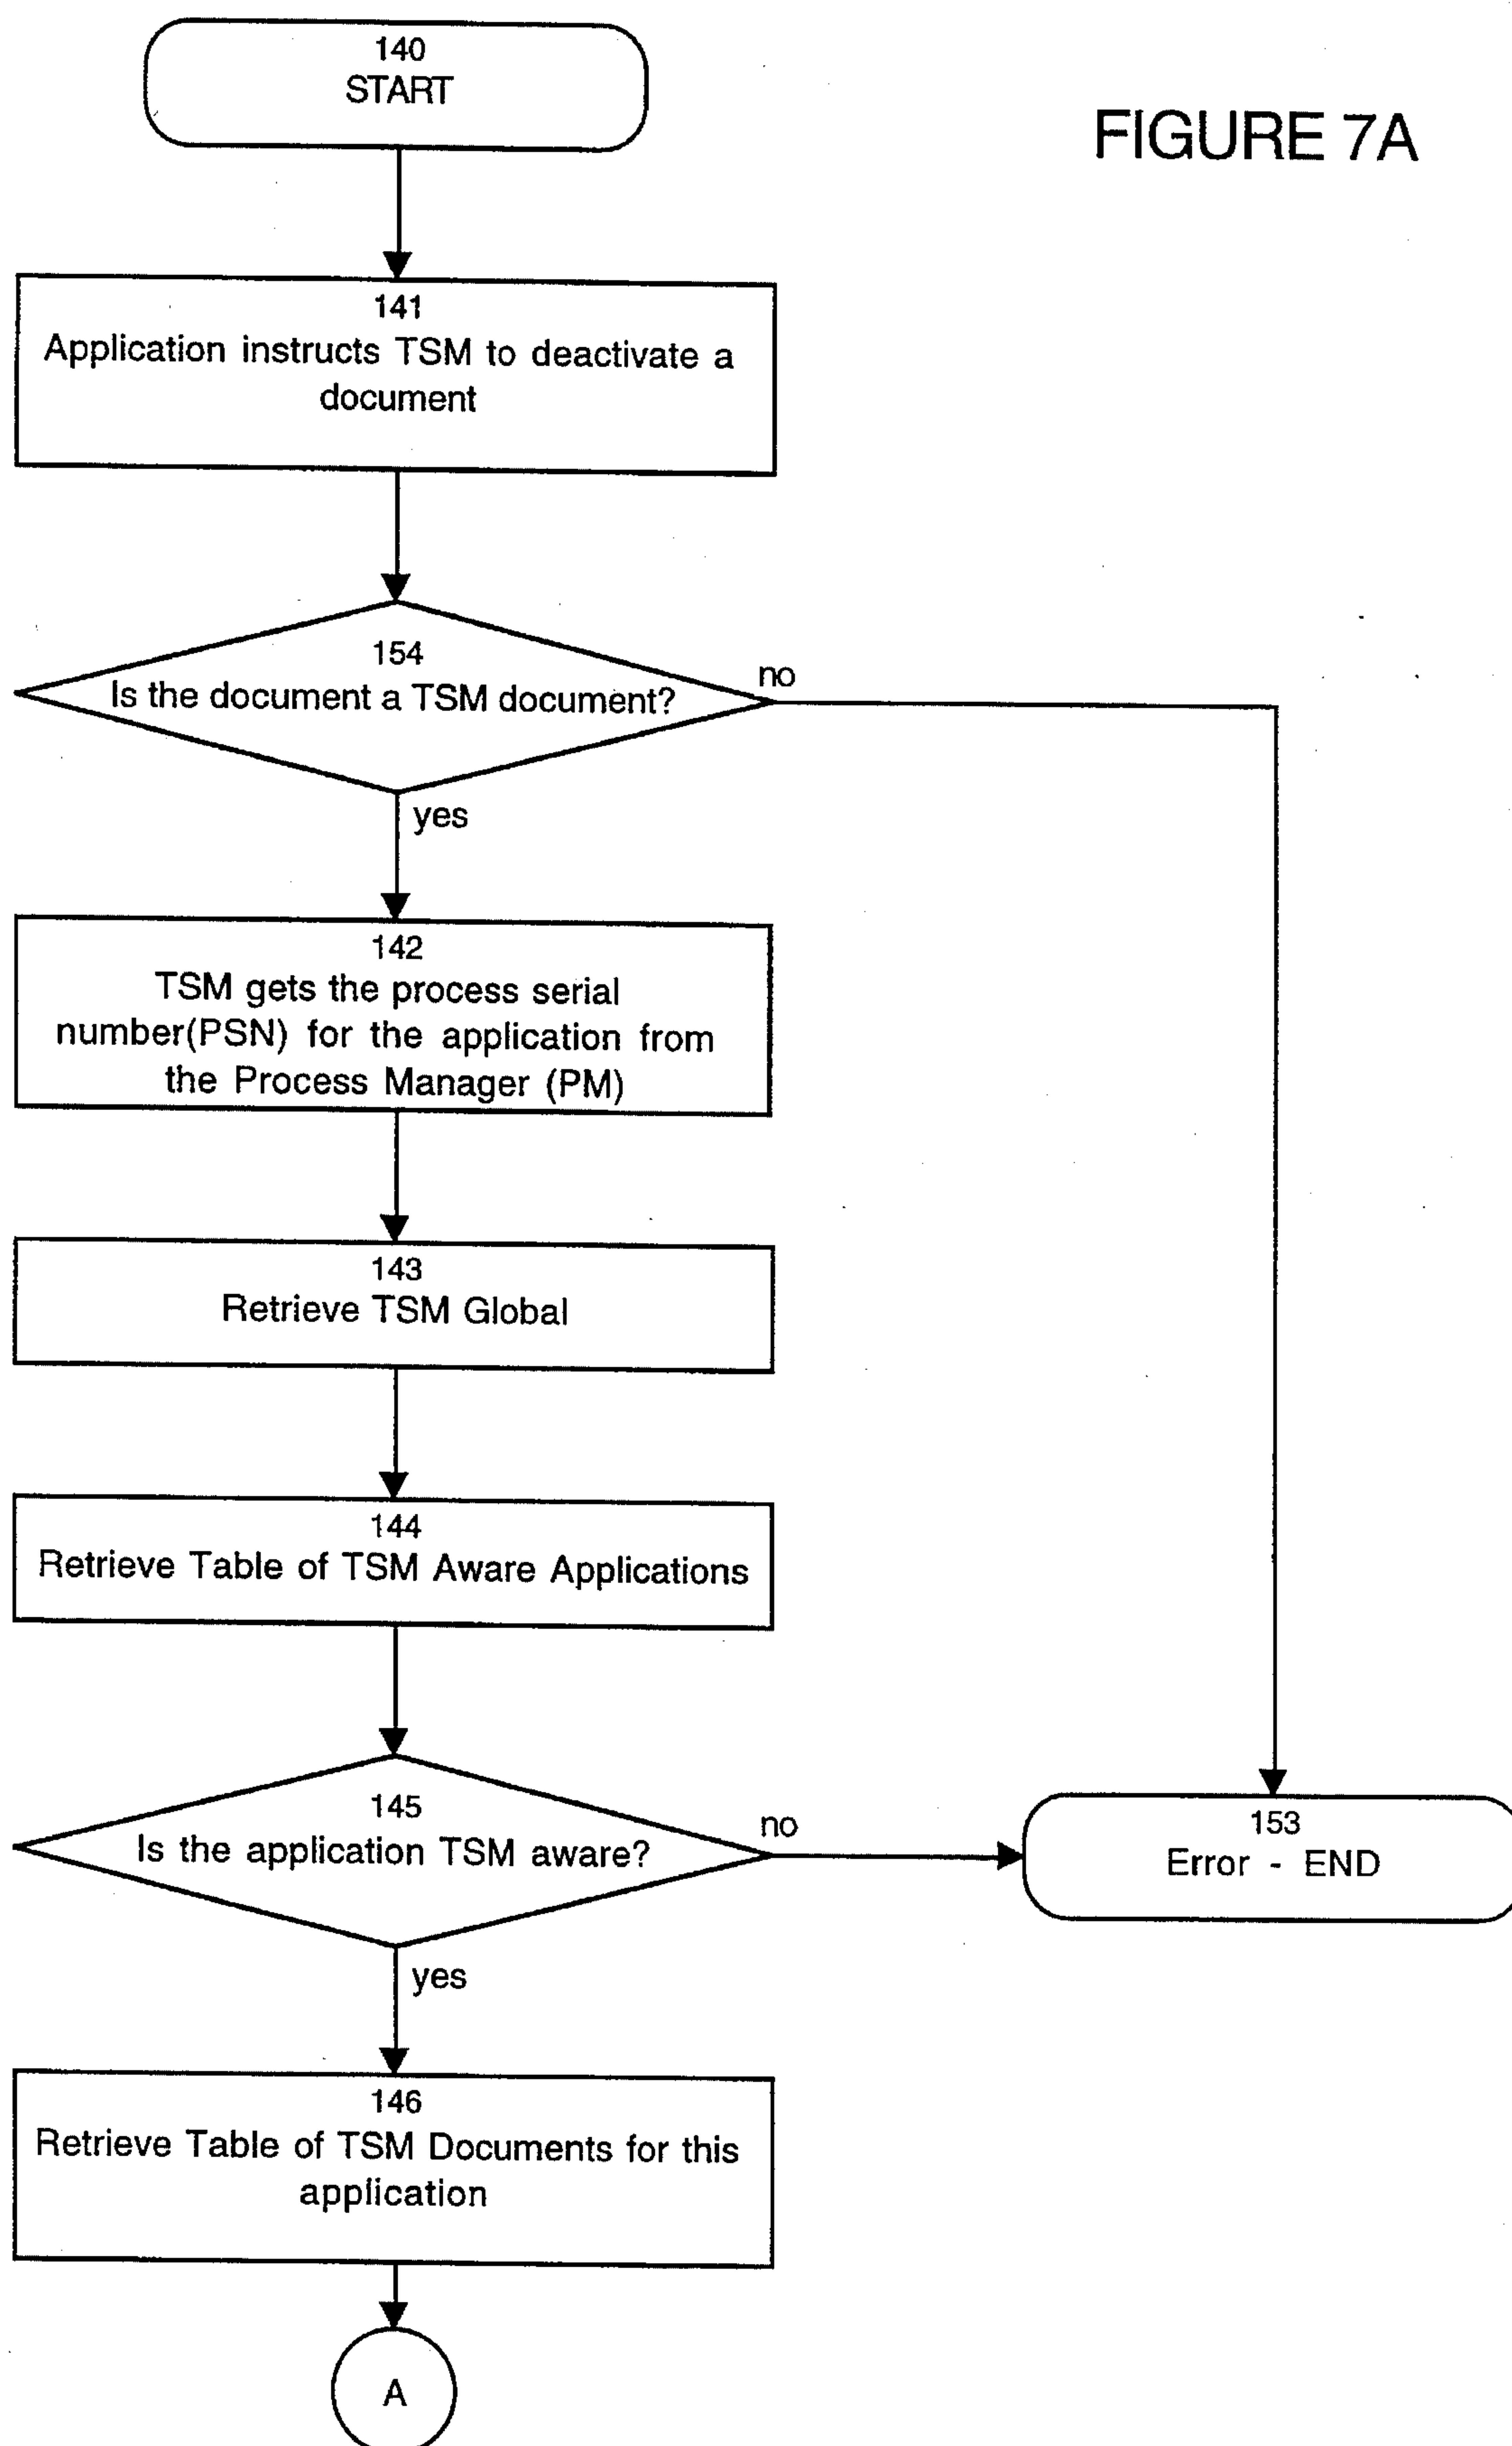 140
START
FIGURE 7A
141
Application instructs TSM to deactivate a
document
154
Is the document a TSM document?
no
yes
142
TSM gets the process serial
number(PSN) for the application from
the Process Manager (PM)
143
Retrieve TSM Global
144
Retrieve Table of TSM Aware Applications
145
Is the application TSM aware?
no
153
Error - END
yes
146
Retrieve Table of TSM Documents for this
application
A